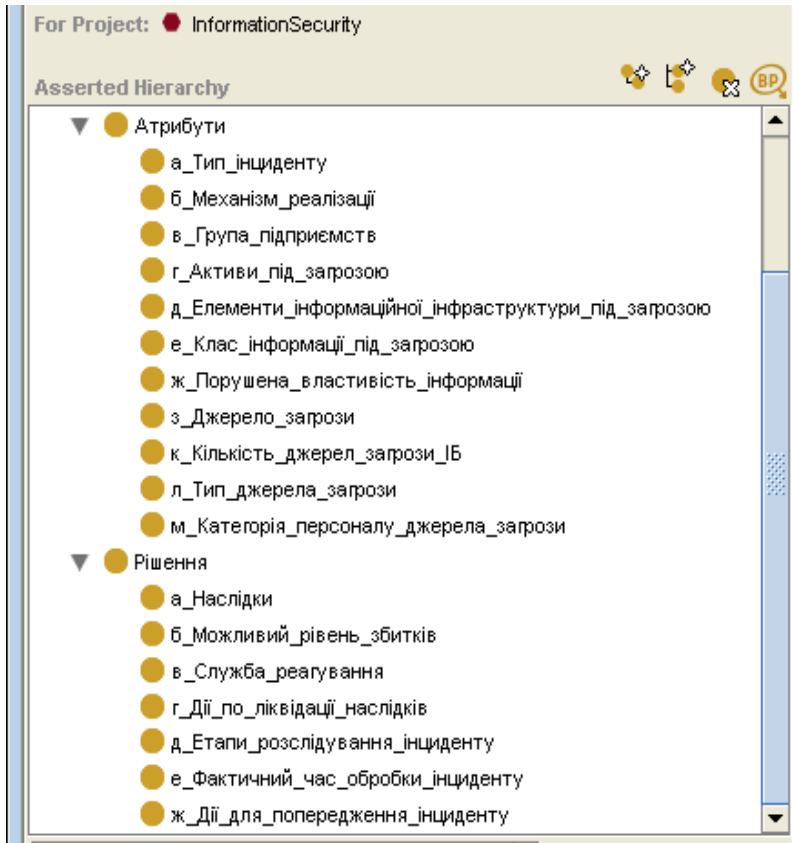 For Project: InformationSecurity
Asserted Hierarchy
BP
Атрибути
а_Тип_інциденту
б_Механізм_реалізації
в_Група_підприємств
г_Активи_під_загрозою
д_Елементи_інформаційної_інфраструктури_під_загрозою
е_Клас_інформації_під_загрозою
ж_Порушена_властивість_інформації
з_Джерело_загрози
к_Кількість_джерел_загрози_ІБ
л_Тип_джерела_загрози
м_Категорія_персоналу_джерела_загрози
Рішення
а_Наслідки
б_Можливий_рівень_збитків
в_Служба_реагування
г_Дії_по_ліквідації_наслідків
д_Етапи_розслідування_інциденту
е_Фактичний_час_обробки_інциденту
ж_Дії_для_попередження_інциденту